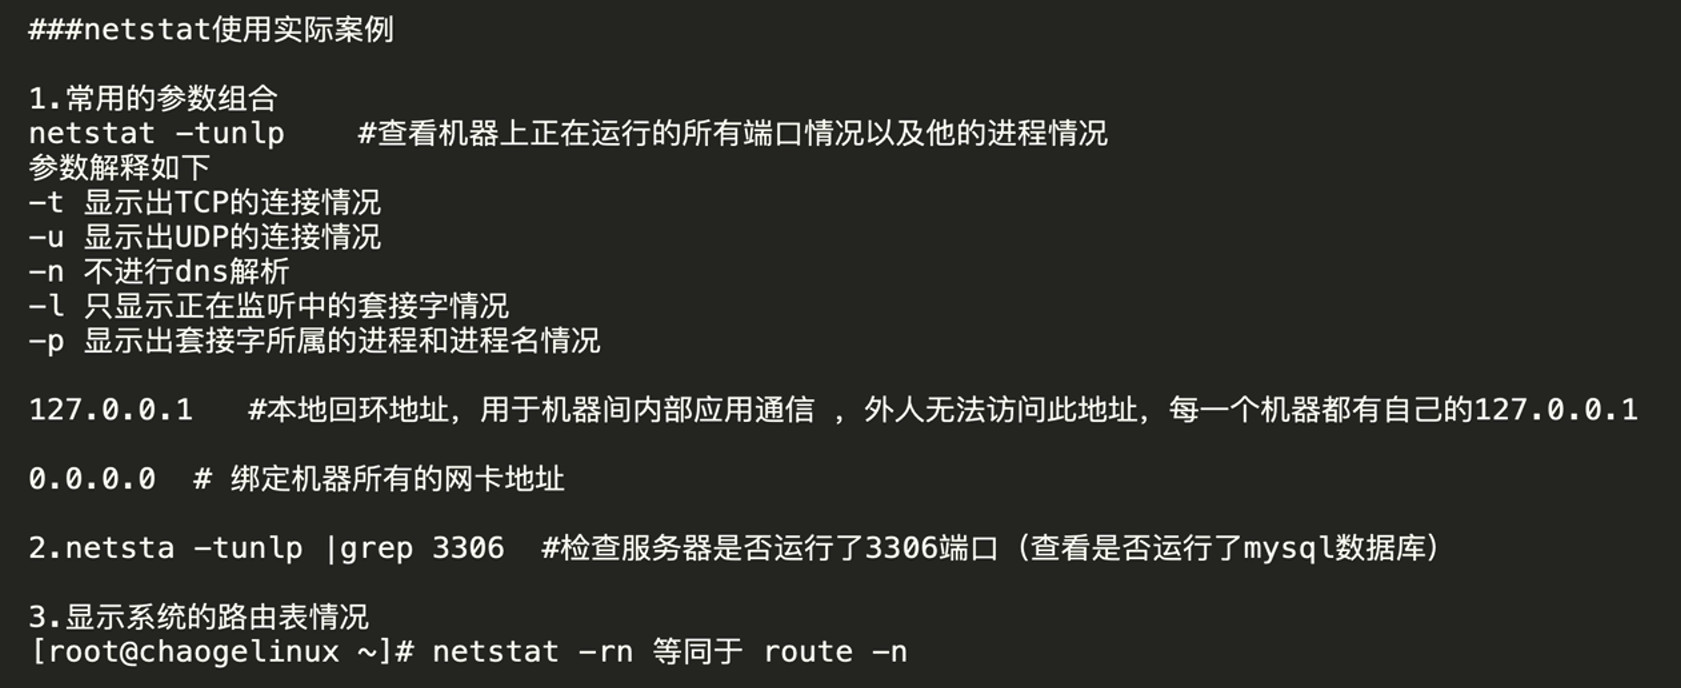 ###netstat使用实际案例
1.常用的参数组合
netstat -tunlp    #查看机器上正在运行的所有端口情况以及他的进程情况
参数解释如下
-t 显示出TCP的连接情况
-u 显示出UDP的连接情况
-n 不进行dns解析
-l 只显示正在监听中的套接字情况
-p 显示出套接字所属的进程和进程名情况
127.0.0.1   #本地回环地址，用于机器间内部应用通信 ，外人无法访问此地址，每一个机器都有自己的127.0.0.1
0.0.0.0  # 绑定机器所有的网卡地址
2.netsta -tunlp |grep 3306  #检查服务器是否运行了3306端口（查看是否运行了mysql数据库）
3.显示系统的路由表情况
[root@chaogelinux ~]# netstat -rn 等同于 route -n